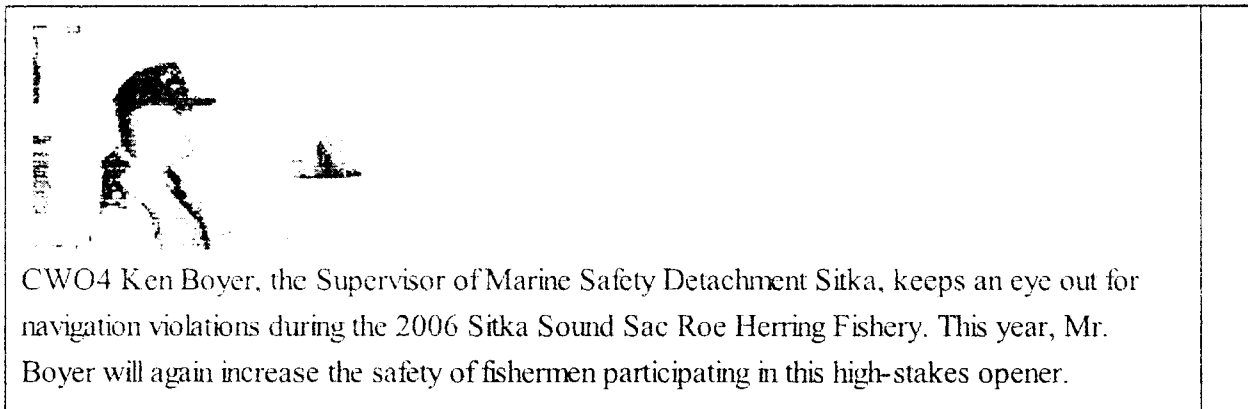 CWO4 Ken Boyer, the Supervisor of Marine Safety Detachment Sitka, keeps an eye out for
navigation violations during the 2006 Sitka Sound Sac Roe Herring Fishery. This year, Mr.
Boyer will again increase the safety of fishermen participating in this high-stakes opener.